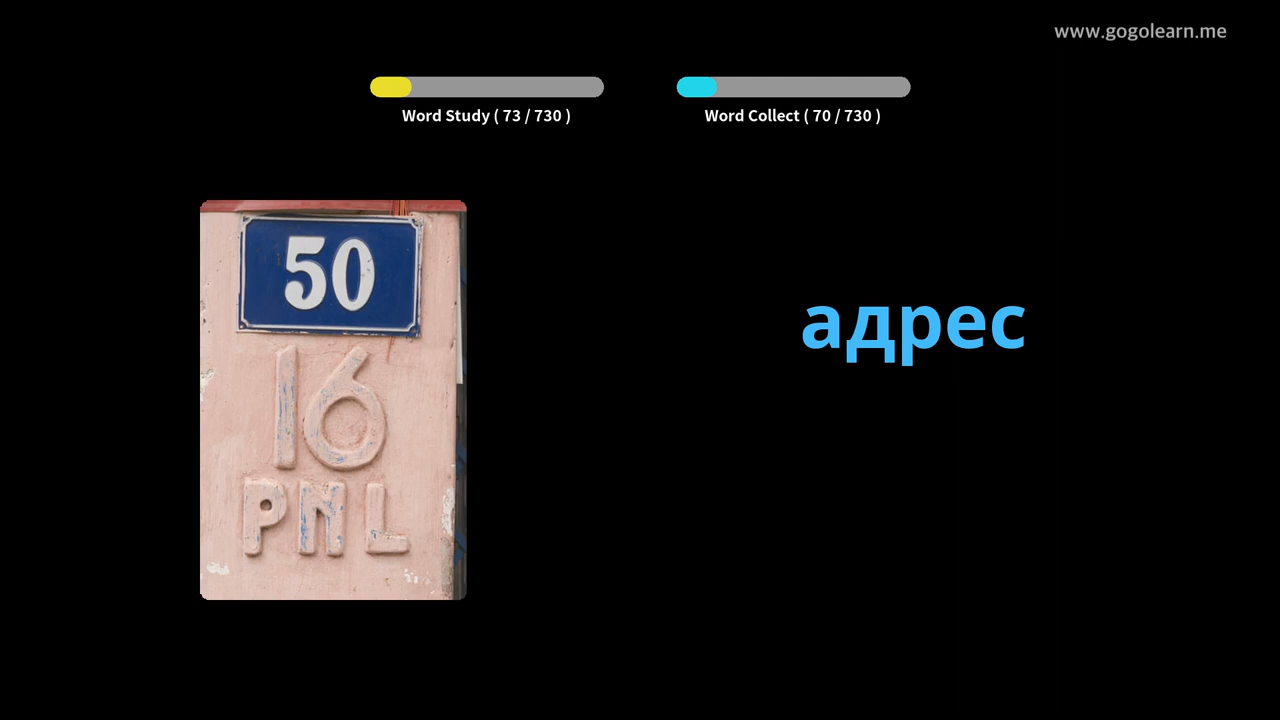 www.gogolearn.me
Word Study ( 73 / 730 )
Word Collect ( 70 / 730 )
50
16
PNL
адрес